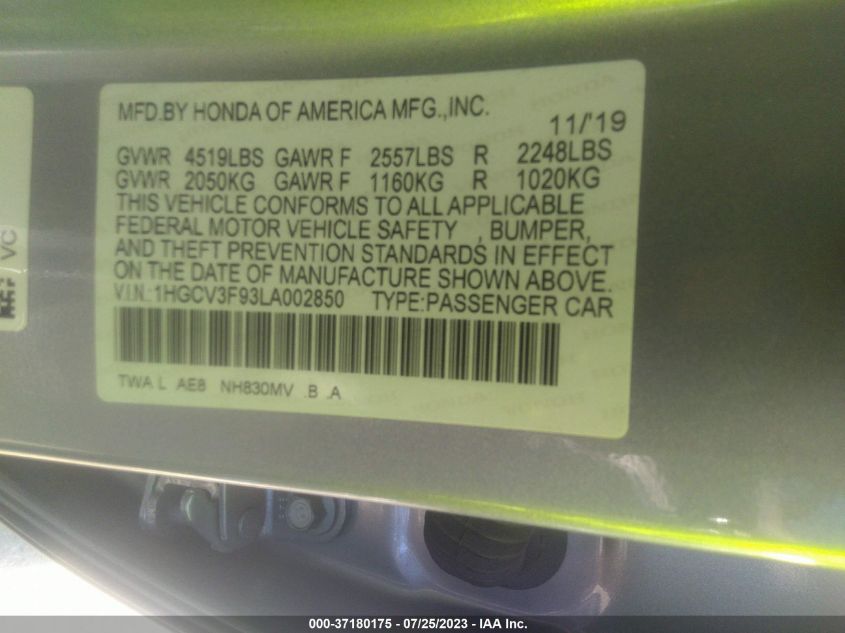 MFD.BY HONDA OF AMERICA MFG.,INC.
11/'19
GVWR 4519LBS GAWR F 2557LBS R 2248LBS
GVWR 2050KG GAWR F 1160KG R 1020KG
THIS VEHICLE CONFORMS TO ALL APPLICABLE
FEDERAL MOTOR VEHICLE SAFETY , BUMPER,
AND THEFT PREVENTION STANDARDS IN EFFECT
ON THE DATE OF MANUFACTURE SHOWN ABOVE.
V.I.N.:1HGCV3F93LA002850 TYPE:PASSENGER CAR
TWA L AE8 NH830MV .B .A
VC
000-37180175 - 07/25/2023 - IAA Inc.